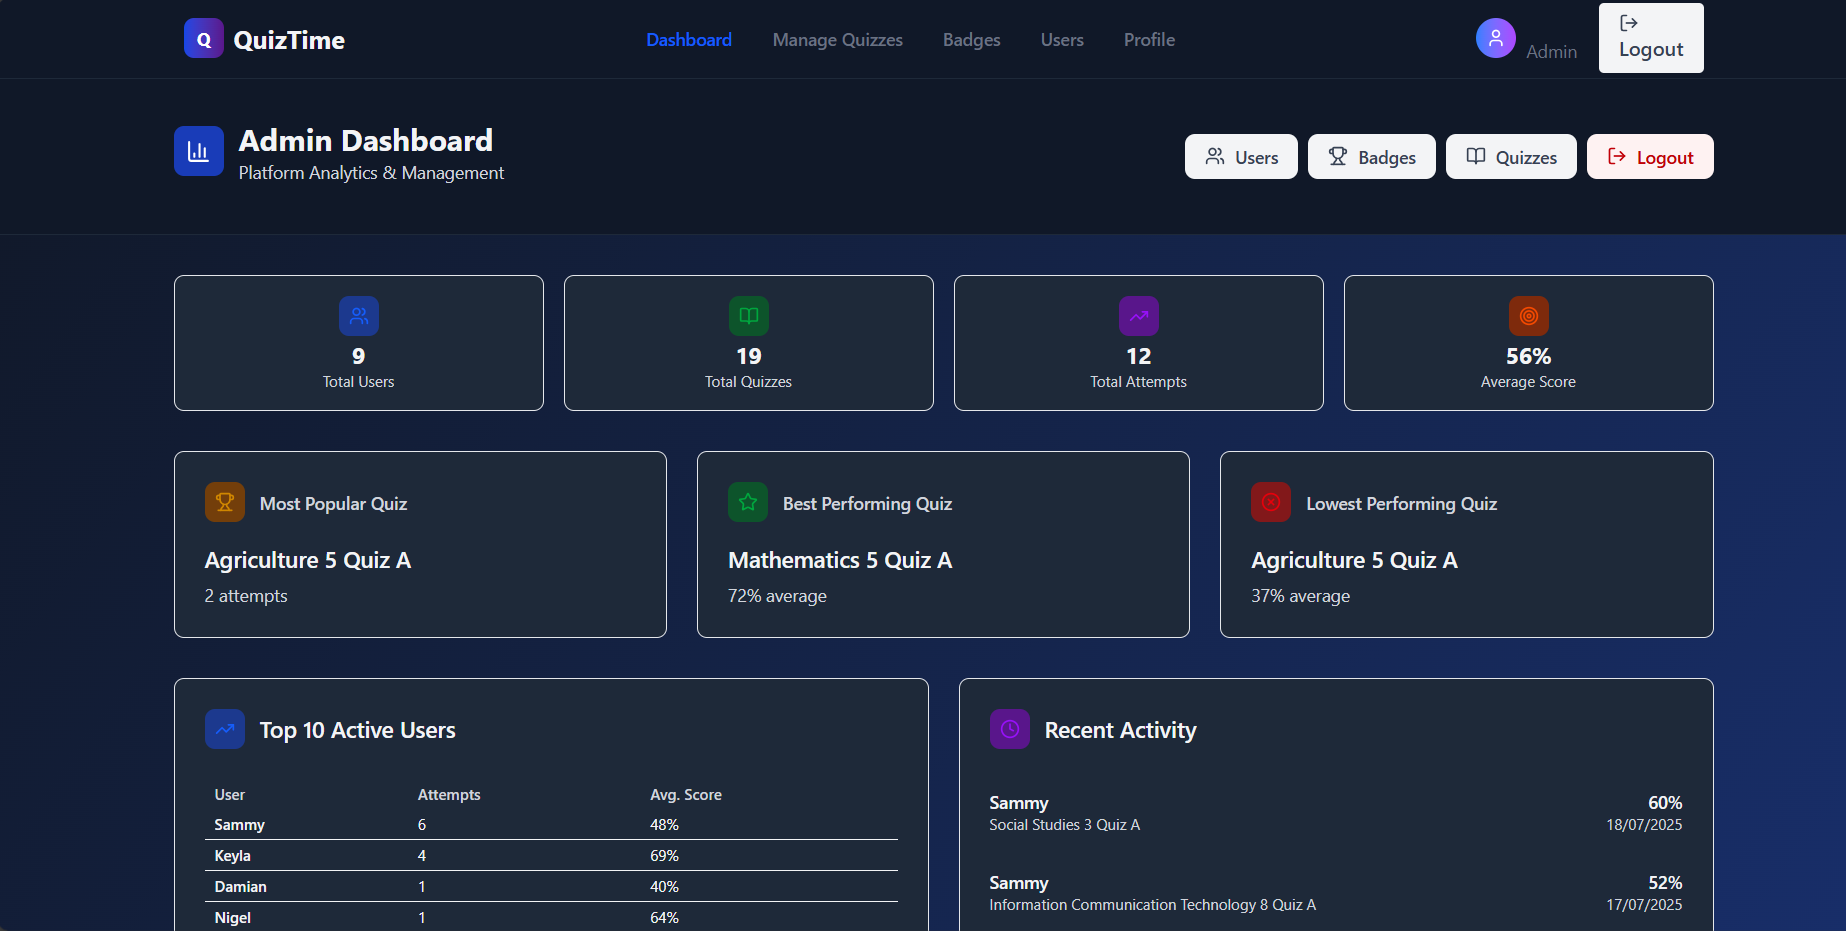 Q QuizTime
Dashboard Manage Quizzes Badges Users Profile
Admin
Logout
Admin Dashboard
Platform Analytics & Management
Users Badges Quizzes Logout
9
Total Users
19
Total Quizzes
12
Total Attempts
56%
Average Score
Most Popular Quiz
Agriculture 5 Quiz A
2 attempts
Best Performing Quiz
Mathematics 5 Quiz A
72% average
Lowest Performing Quiz
Agriculture 5 Quiz A
37% average
Top 10 Active Users
User Attempts Avg. Score
Sammy 6 48%
Keyla 4 69%
Damian 1 40%
Nigel 1 64%
Recent Activity
Sammy 60%
Social Studies 3 Quiz A 18/07/2025
Sammy 52%
Information Communication Technology 8 Quiz A 17/07/2025